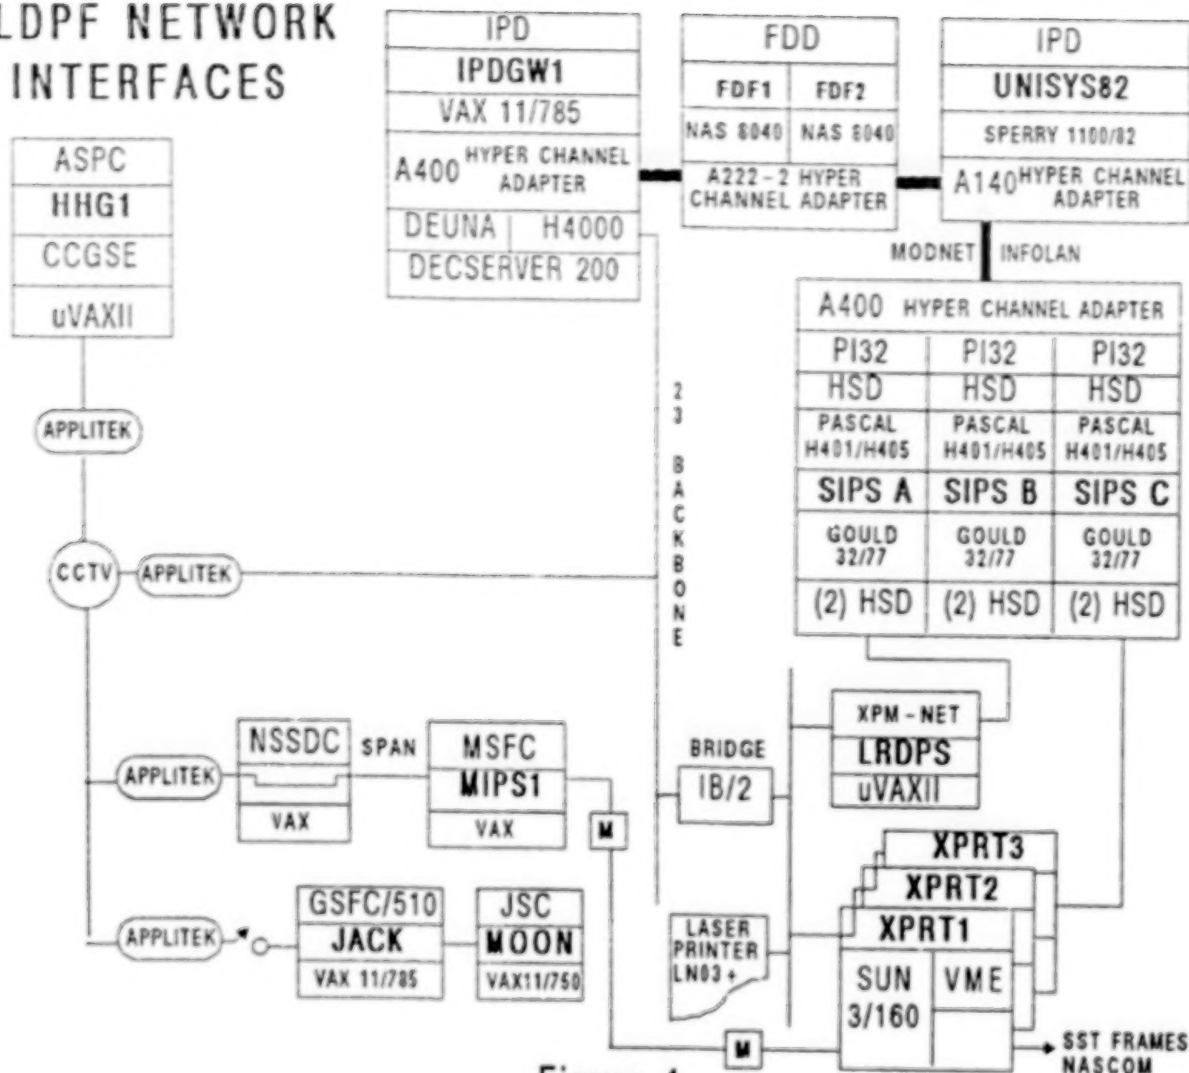 LDPF NETWORK
INTERFACES
IPD
IPDGW1
VAX 11/785
A400 HYPER CHANNEL
ADAPTER
DEUNA H4000
DECSERVER 200
FDD
FDF1 FDF2
NAS 8040 NAS 8040
A222-2 HYPER
CHANNEL ADAPTER
IPD
UNISYS82
SPERRY 1100/82
A140 HYPER CHANNEL
ADAPTER
MODNET INFOLAN
ASPC
HHG1
CCGSE
uVAXII
APPLITEK
CCTV
APPLITEK
23 BACKBONE
A400 HYPER CHANNEL ADAPTER
PI32 PI32 PI32
HSD HSD HSD
PASCAL PASCAL PASCAL
H401/H405 H401/H405 H401/H405
SIPS A SIPS B SIPS C
GOULD GOULD GOULD
32/77 32/77 32/77
(2) HSD (2) HSD (2) HSD
APPLITEK
NSSDC
VAX
SPAN
MSFC
MIPS1
VAX
M
BRIDGE
IB/2
XPM-NET
LRDPS
uVAXII
APPLITEK
GSFC/510
JACK
VAX 11/785
JSC
MOON
VAX11/750
LASER
PRINTER
LN03+
XPRT3
XPRT2
XPRT1
SUN
3/160
VME
M
SST FRAMES
NASCOM